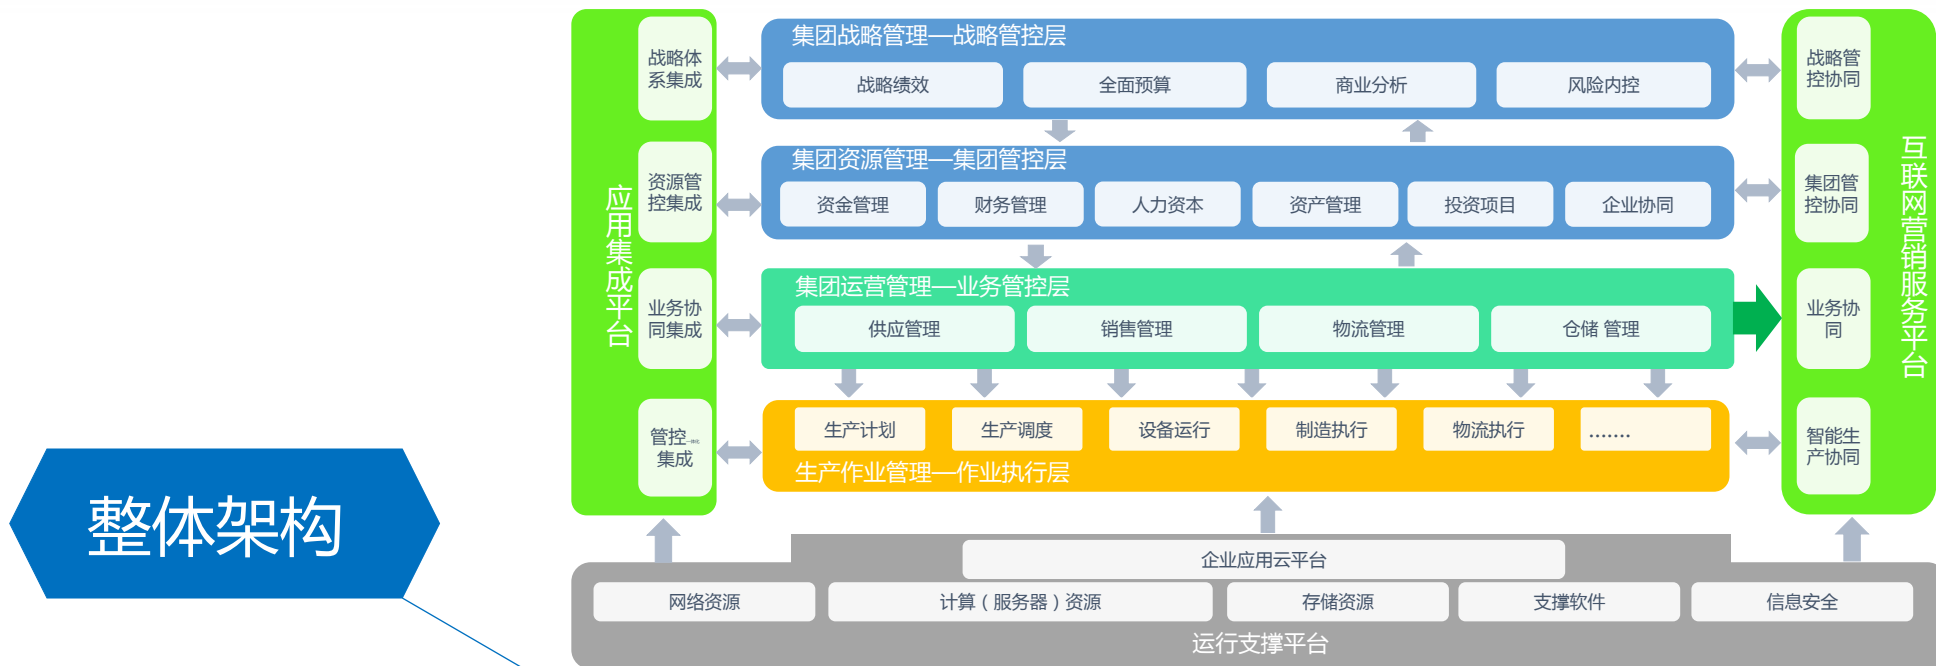 整体架构
应用集成平台
战略体
系集成
资源管
控集成
业务协
同集成
管控一体化
集成
集团战略管理—战略管控层
战略绩效
全面预算
商业分析
风险内控
集团资源管理—集团管控层
资金管理
财务管理
人力资本
资产管理
投资项目
企业协同
集团运营管理—业务管控层
供应管理
销售管理
物流管理
仓储 管理
生产计划
生产调度
设备运行
制造执行
物流执行
.......
生产作业管理—作业执行层
战略管
控协同
集团管
控协同
业务协
同
智能生
产协同
互联网营销服务平台
企业应用云平台
网络资源
计算（服务器）资源
存储资源
支撑软件
信息安全
运行支撑平台